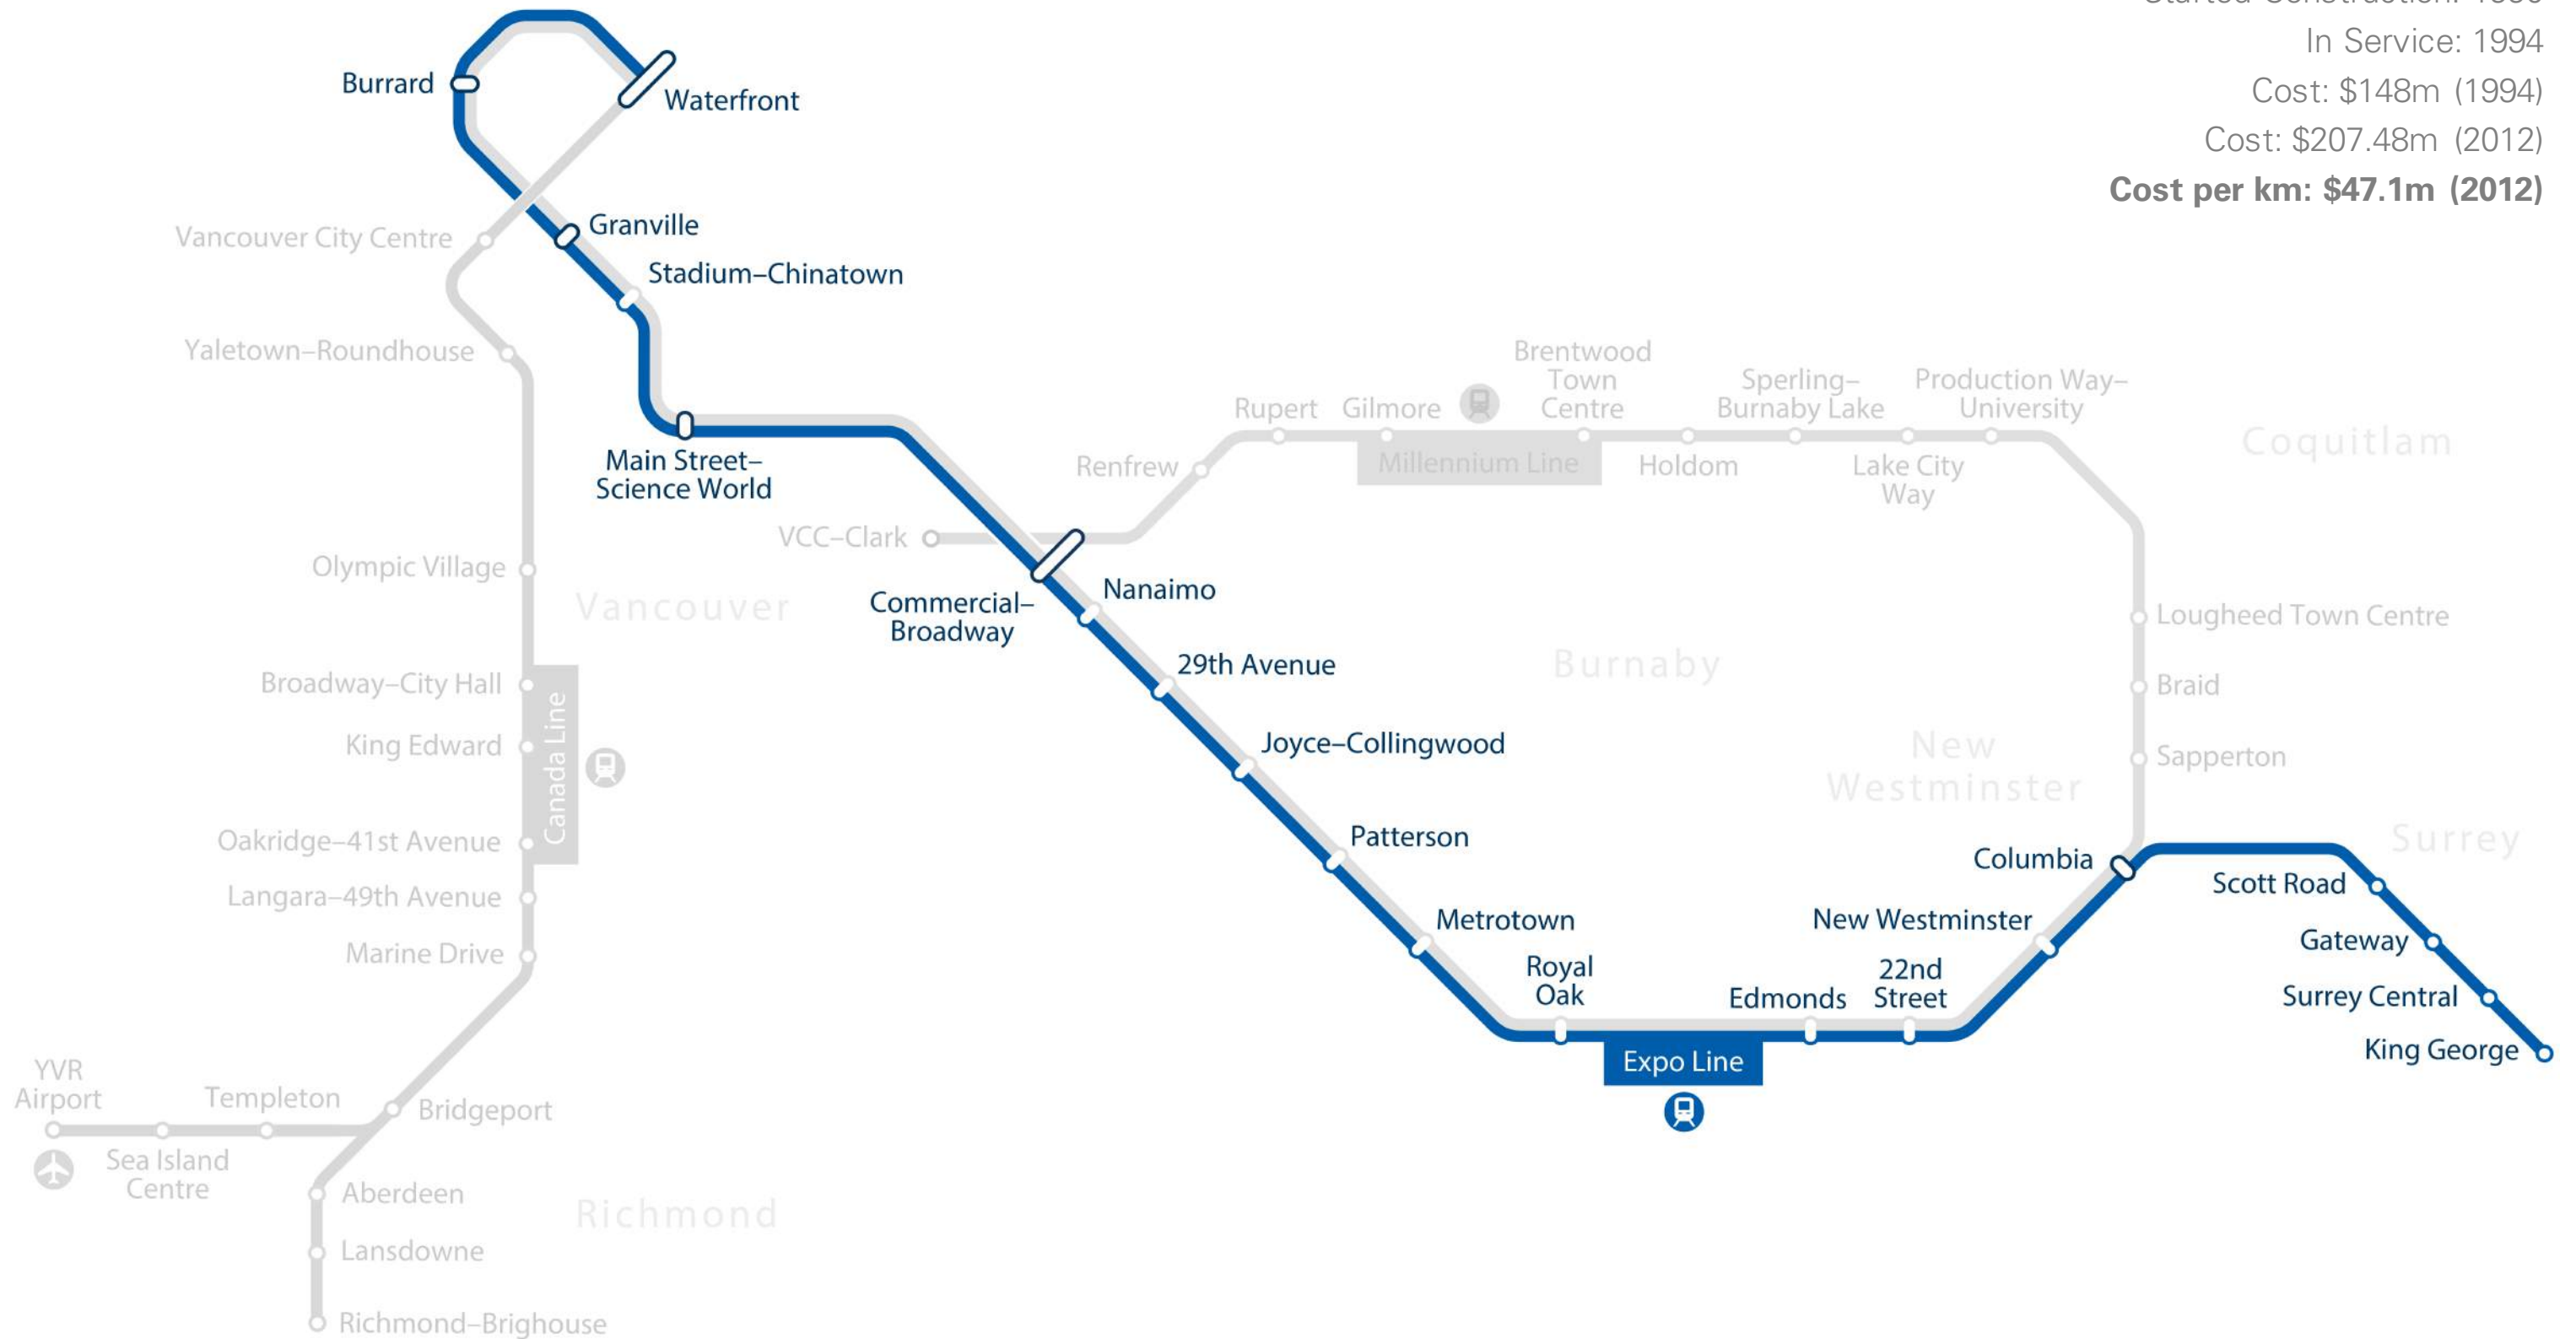 In Service: 1994
Cost: $148m (1994)
Cost: $207.48m (2012)
Cost per km: $47.1m (2012)
Burrard
Waterfront
Granville
Vancouver City Centre
Stadium–Chinatown
Yaletown–Roundhouse
Main Street–
Science World
Brentwood
Town
Centre
Sperling–
Burnaby Lake
Production Way–
University
Rupert
Gilmore
Renfrew
Millennium Line
Holdom
Lake City
Way
Coquitlam
VCC–Clark
Olympic Village
Vancouver
Commercial–
Broadway
Nanaimo
Lougheed Town Centre
29th Avenue
Burnaby
Broadway–City Hall
Braid
King Edward
Canada Line
Joyce–Collingwood
New
Westminster
Sapperton
Oakridge–41st Avenue
Patterson
Surrey
Columbia
Scott Road
Langara–49th Avenue
Metrotown
New Westminster
Gateway
Marine Drive
Royal
Oak
Edmonds
22nd
Street
Surrey Central
King George
Expo Line
YVR
Airport
Templeton
Bridgeport
Sea Island
Centre
Aberdeen
Richmond
Lansdowne
Richmond–Brighouse